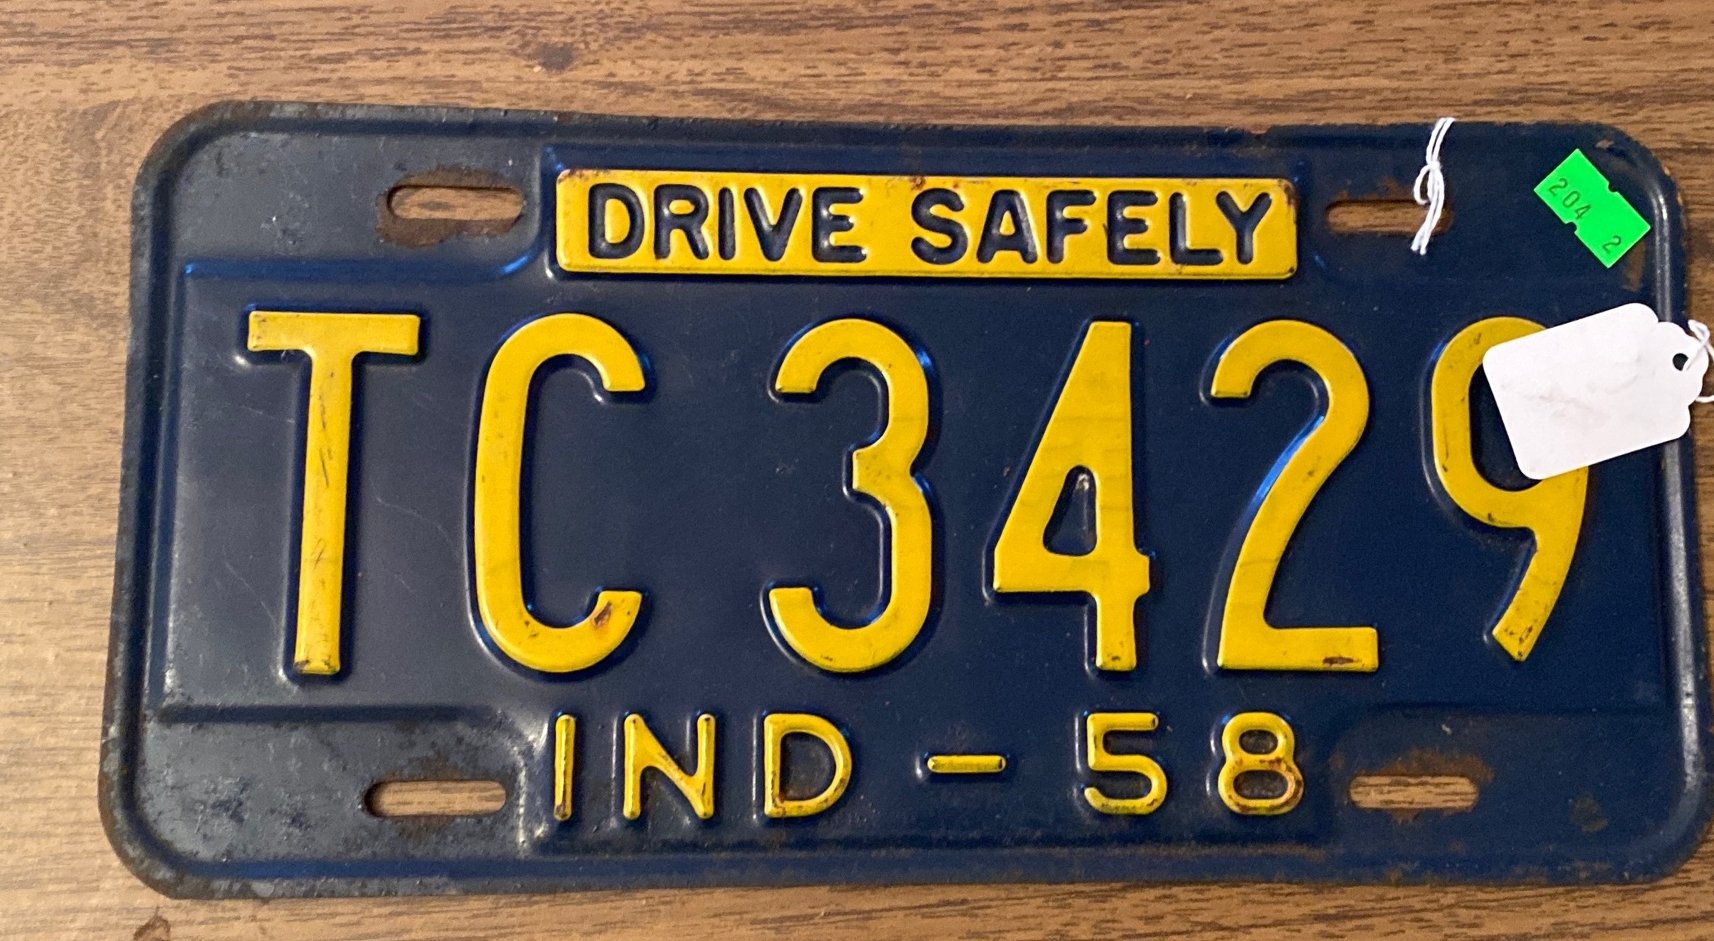 DRIVE SAFELY
204
2
TC 3429
IND-58